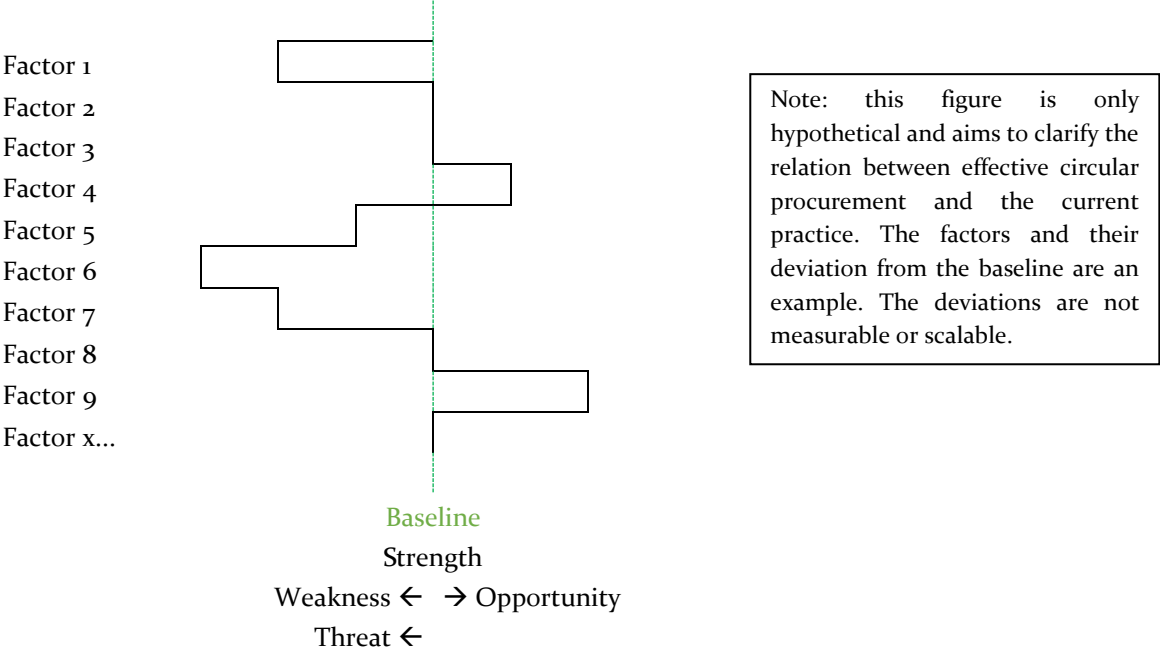 Factor 1
Factor 2
Factor 3
Factor 4
Factor 5
Factor 6
Factor 7
Factor 8
Factor 9
Factor x...
Note: this figure is only
hypothetical and aims to clarify the
relation between effective circular
procurement and the current
practice. The factors and their
deviation from the baseline are an
example. The deviations are not
measurable or scalable.
Baseline
Strength
Weakness ← → Opportunity
Threat ←